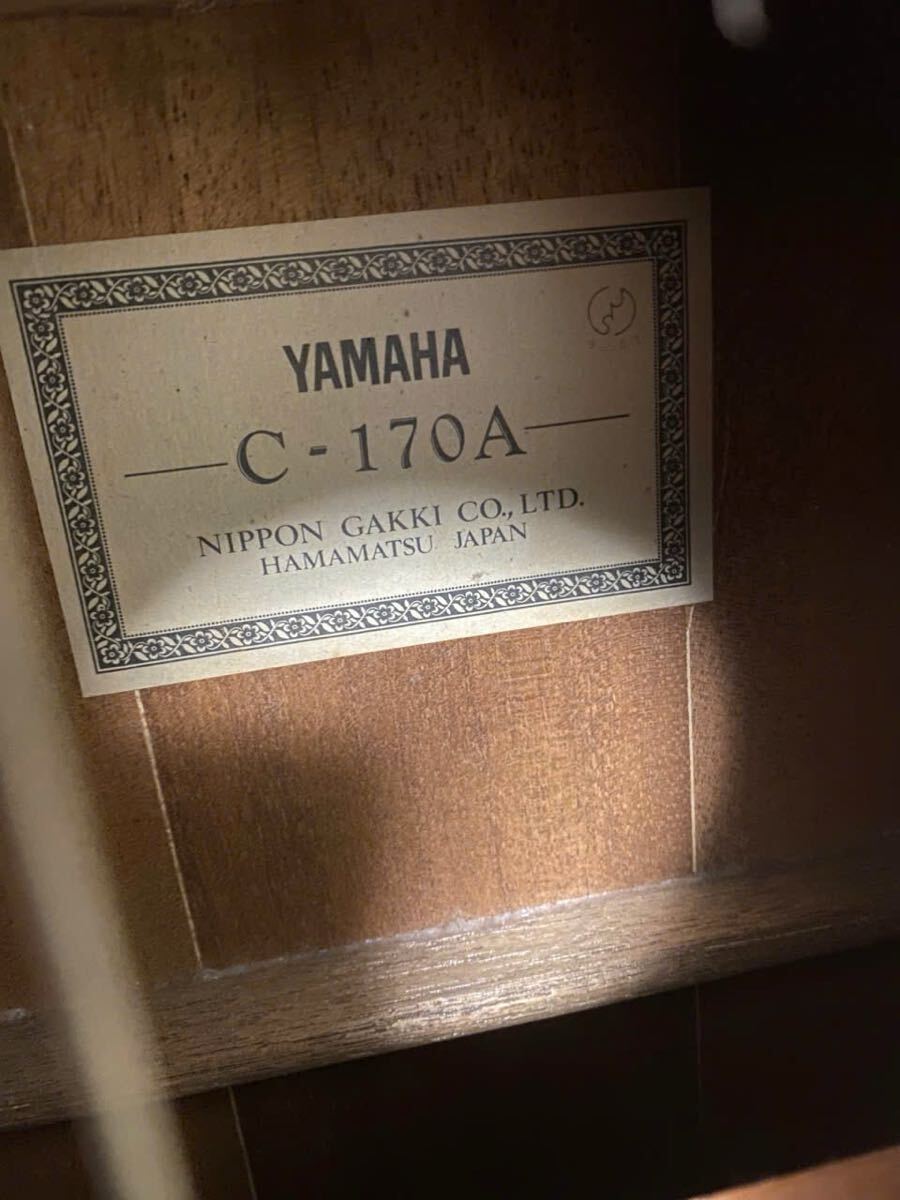 YAMAHA
C-170A
NIPPON GAKKI CO., LTD.
HAMAMATSU JAPAN